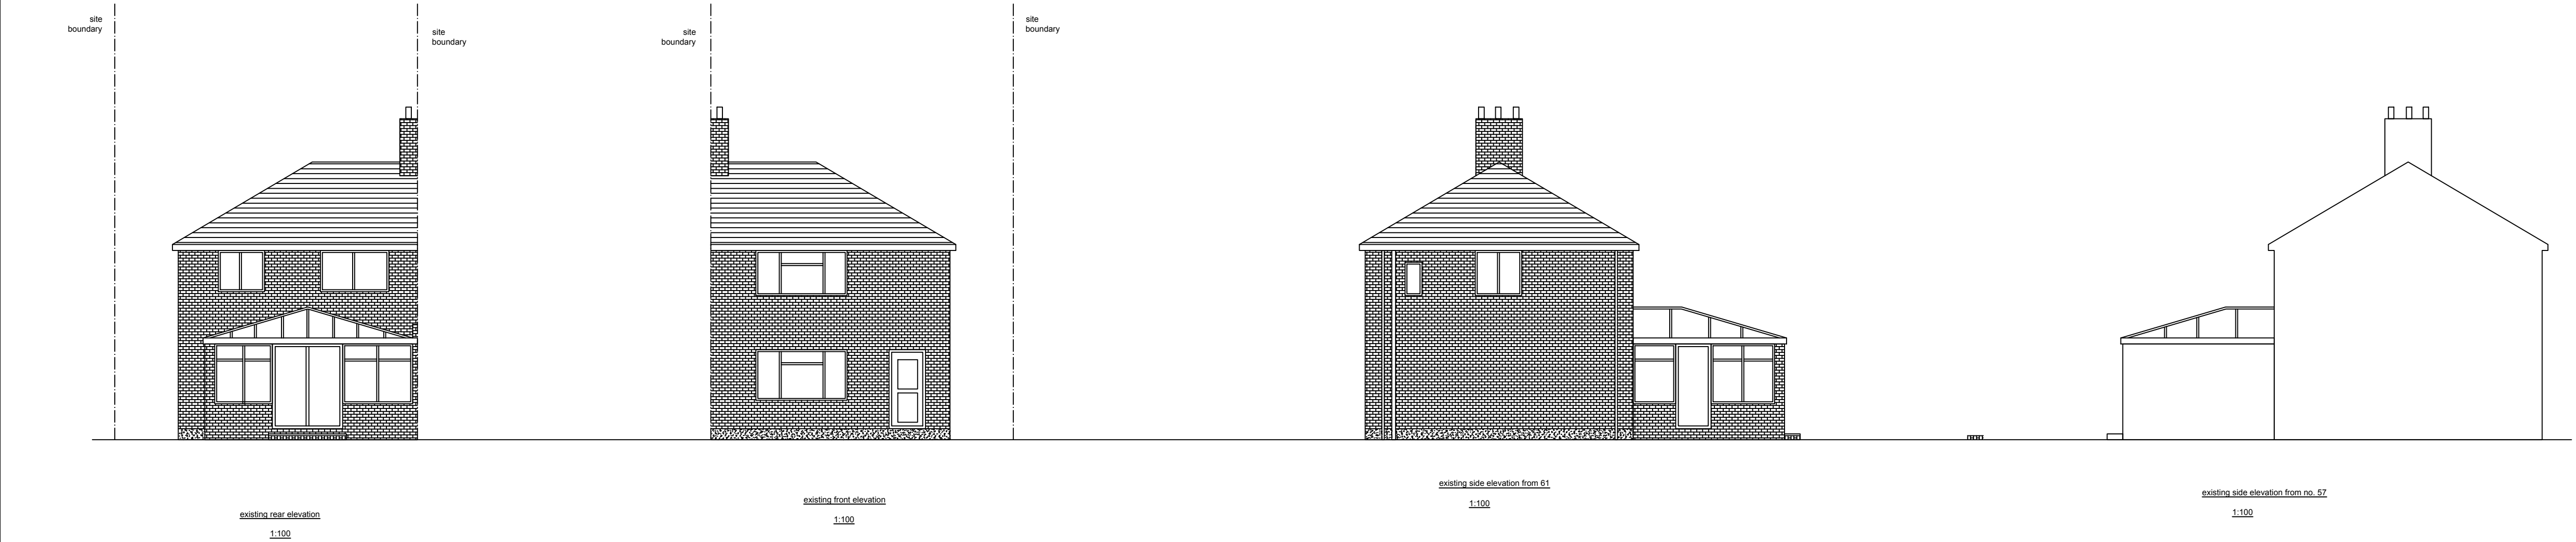 site
boundary
site
boundary
site
boundary
site
boundary
existing rear elevation
1:100
existing front elevation
1:100
existing side elevation from 61
1:100
existing side elevation from no. 57
1:100